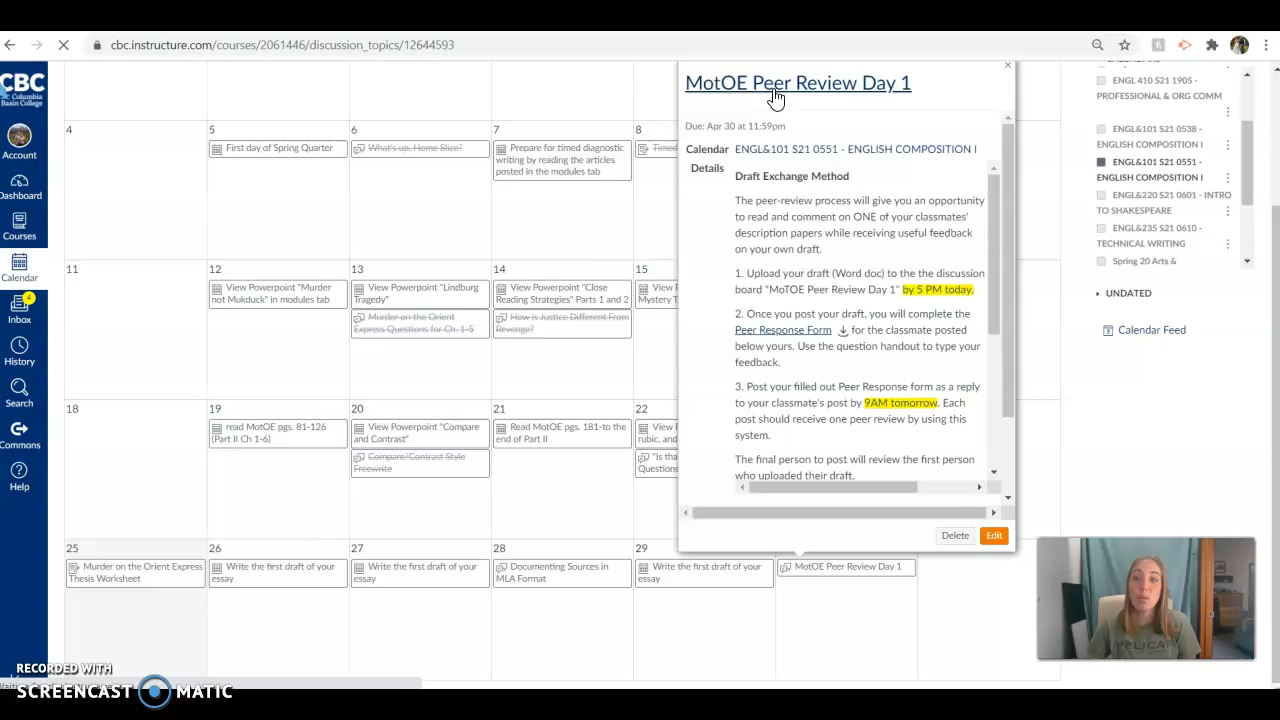 cbc.instructure.com/courses/2061446/discussion_topics/12644593
CBC
Columbia
Basin College
Account
Dashboard
Courses
Calendar
4
Inbox
History
Search
Commons
Help
4
5
6
7
8
First day of Spring Quarter
What's up, Home Slice?
Prepare for timed diagnostic
writing by reading the articles
posted in the modules tab
Timed
11
12
13
14
15
View Powerpoint "Murder
not Mukduck" in modules tab
View Powerpoint "Lindburg
Tragedy"
Murder on the Orient
Express Questions for Ch. 1-5
View Powerpoint "Close
Reading Strategies" Parts 1 and 2
How is Justice Different From
Revenge?
View P
Mystery T
18
19
20
21
22
read MotOE pgs. 81-126
(Part II Ch 1-6)
View Powerpoint "Compare
and Contrast"
Compare/Contrast Style
Freewrite
Read MotOE pgs. 181-to the
end of Part II
View F
rubic, and
"Is tha
Questions
25
26
27
28
29
Murder on the Orient Express
Thesis Worksheet
Write the first draft of your
essay
Write the first draft of your
essay
Documenting Sources in
MLA Format
Write the first draft of your
essay
MotOE Peer Review Day 1
MotOE Peer Review Day 1
Due: Apr 30 at 11:59pm
Calendar ENGL&101 S21 0551 - ENGLISH COMPOSITION I
Details
Draft Exchange Method
The peer-review process will give you an opportunity
to read and comment on ONE of your classmates'
description papers while receiving useful feedback
on your own draft.
1. Upload your draft (Word doc) to the the discussion
board "MoTOE Peer Review Day 1" by 5 PM today.
2. Once you post your draft, you will complete the
Peer Response Form for the classmate posted
below yours. Use the question handout to type your
feedback.
3. Post your filled out Peer Response form as a reply
to your classmate's post by 9AM tomorrow. Each
post should receive one peer review by using this
system.
The final person to post will review the first person
who uploaded their draft.
Delete
Edit
ENGL 410 S21 1905 -
PROFESSIONAL & ORG COMM
ENGL&101 S21 0538 -
ENGLISH COMPOSITION I
ENGL&101 S21 0551 -
ENGLISH COMPOSITION I
ENGL&220 S21 0601 - INTRO
TO SHAKESPEARE
ENGL&235 S21 0610 -
TECHNICAL WRITING
Spring 20 Arts &
UNDATED
Calendar Feed
RECORDED WITH
SCREENCAST MATIC